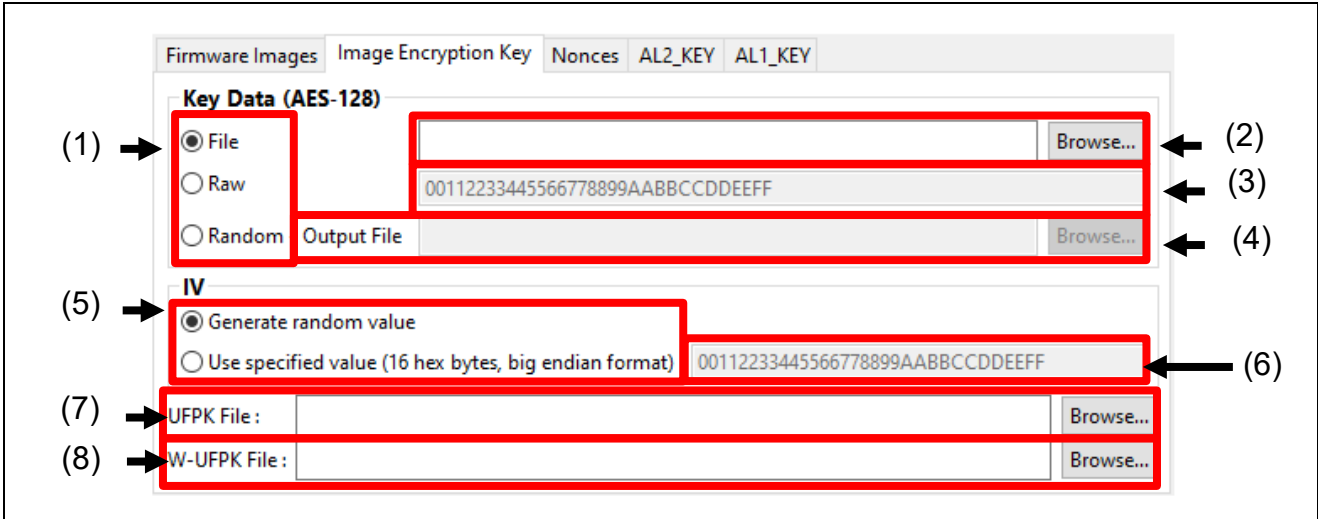 Firmware Images Image Encryption Key Nonces AL2_KEY AL1_KEY
Key Data (AES-128)
(1) File Browse... (2)
Raw 00112233445566778899AABBCCDDEEFF (3)
Random Output File Browse... (4)
IV
(5) Generate random value
Use specified value (16 hex bytes, big endian format) 00112233445566778899AABBCCDDEEFF (6)
(7) UFPK File : Browse...
(8) W-UFPK File : Browse...